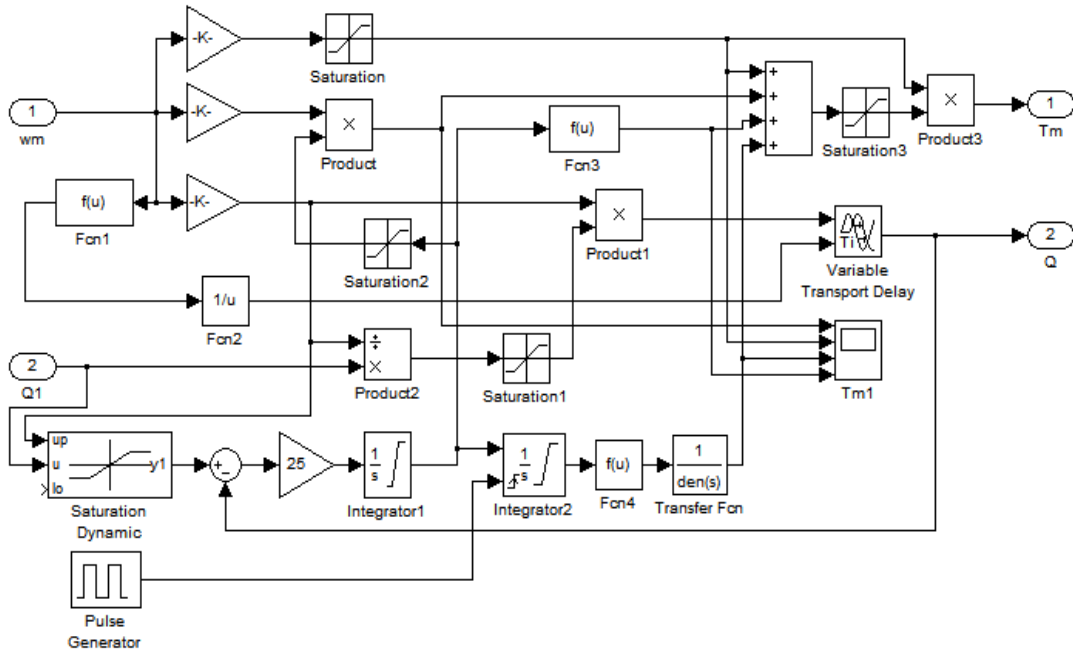 -K-
Saturation
1
wm
-K-
×
Product
f(u)
Fcn3
+
+
+
+
Saturation3
×
Product3
1
Tm
f(u)
Fcn1
-K-
Saturation2
×
Product1
Ti
Variable
Transport Delay
2
Q
1/u
Fcn2
2
Q1
÷
×
Product2
Saturation1
Tm1
up
u
lo
y1
Saturation
Dynamic
+
-
25
1
s
Integrator1
1
s
Integrator2
f(u)
Fcn4
1
den(s)
Transfer Fcn
Pulse
Generator